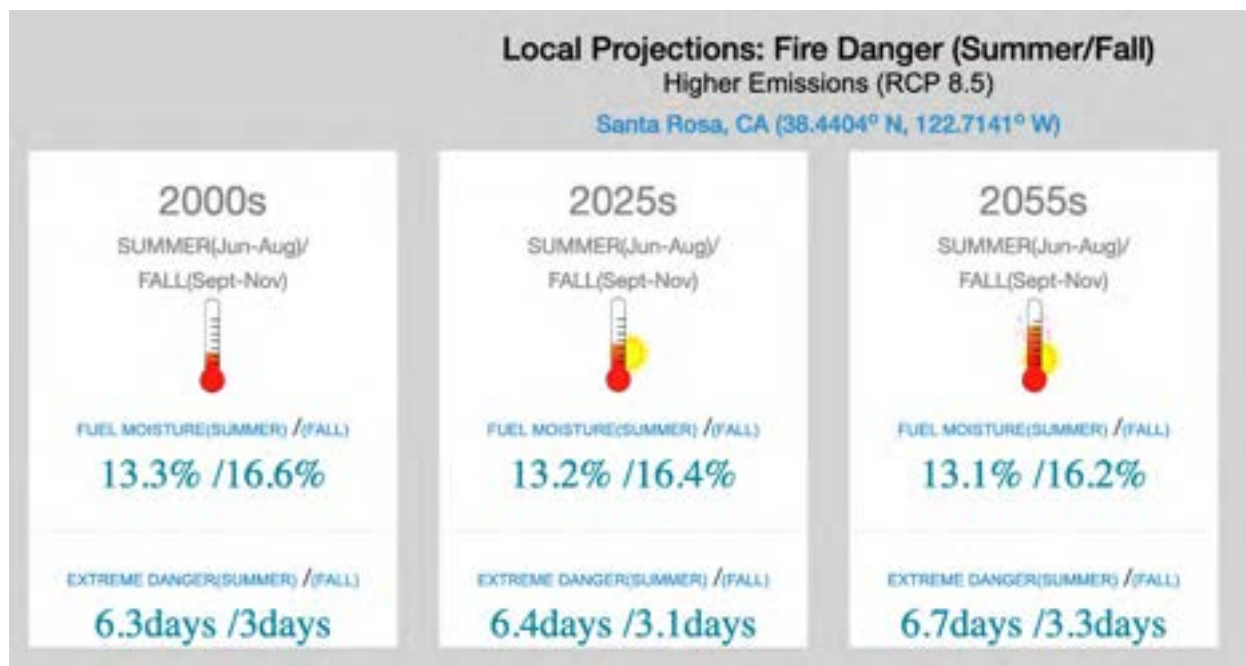 Local Projections: Fire Danger (Summer/Fall)
Higher Emissions (RCP 8.5)
Santa Rosa, CA (38.4404º N, 122.7141º W)
2000s
SUMMER(Jun-Aug)/
FALL(Sept-Nov)
FUEL MOISTURE(SUMMER) /(FALL)
13.3% /16.6%
EXTREME DANGER(SUMMER) /(FALL)
6.3days /3days
2025s
SUMMER(Jun-Aug)/
FALL(Sept-Nov)
FUEL MOISTURE(SUMMER) /(FALL)
13.2% /16.4%
EXTREME DANGER(SUMMER) /(FALL)
6.4days /3.1days
2055s
SUMMER(Jun-Aug)/
FALL(Sept-Nov)
FUEL MOISTURE(SUMMER) /(FALL)
13.1% /16.2%
EXTREME DANGER(SUMMER) /(FALL)
6.7days /3.3days